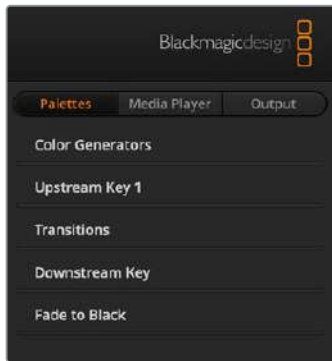 Blackmagicdesign
Palettes Media Player Output
Color Generators
Upstream Key 1
Transitions
Downstream Key
Fade to Black